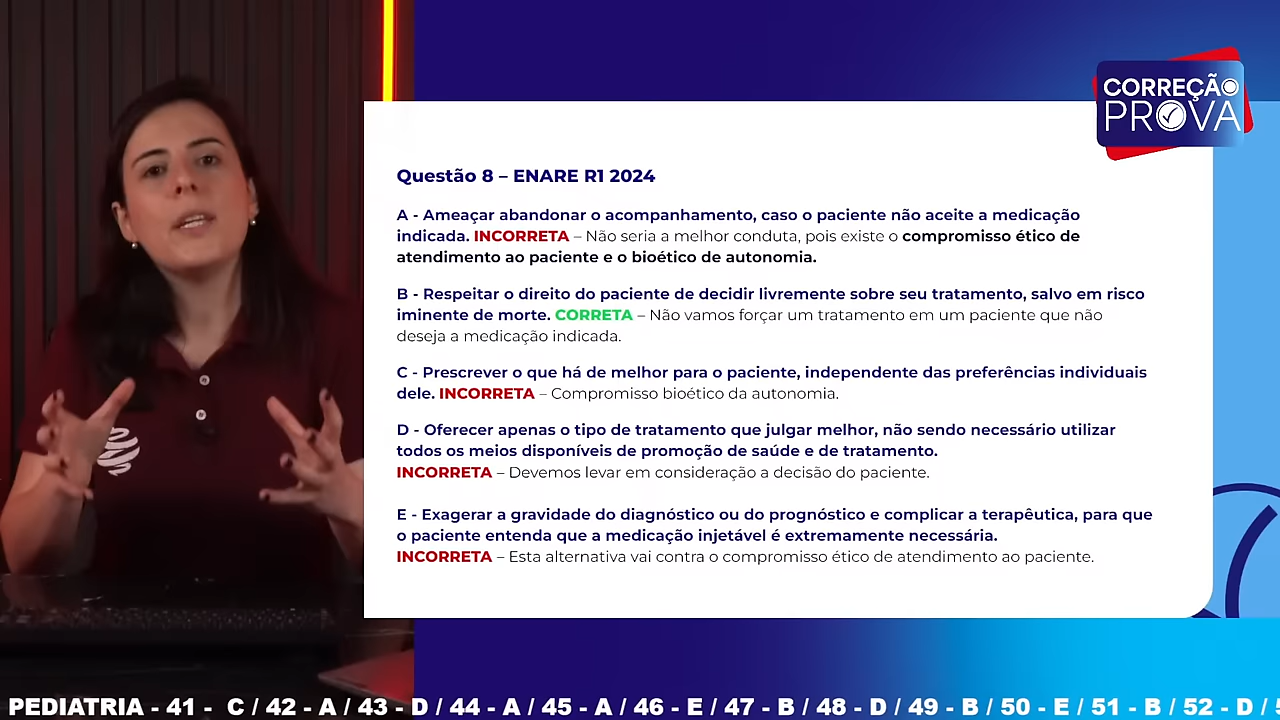 CORREÇÃO
PROVA
Questão 8 – ENARE R1 2024
A - Ameaçar abandonar o acompanhamento, caso o paciente não aceite a medicação
indicada. INCORRETA – Não seria a melhor conduta, pois existe o compromisso ético de
atendimento ao paciente e o bioético de autonomia.
B - Respeitar o direito do paciente de decidir livremente sobre seu tratamento, salvo em risco
iminente de morte. CORRETA – Não vamos forçar um tratamento em um paciente que não
deseja a medicação indicada.
C - Prescrever o que há de melhor para o paciente, independente das preferências individuais
dele. INCORRETA – Compromisso bioético da autonomia.
D - Oferecer apenas o tipo de tratamento que julgar melhor, não sendo necessário utilizar
todos os meios disponíveis de promoção de saúde e de tratamento.
INCORRETA – Devemos levar em consideração a decisão do paciente.
E - Exagerar a gravidade do diagnóstico ou do prognóstico e complicar a terapêutica, para que
o paciente entenda que a medicação injetável é extremamente necessária.
INCORRETA – Esta alternativa vai contra o compromisso ético de atendimento ao paciente.
PEDIATRIA - 41 - C / 42 - A / 43 - D / 44 - A / 45 - A / 46 - E / 47 - B / 48 - D / 49 - B / 50 - E / 51 - B / 52 - D /